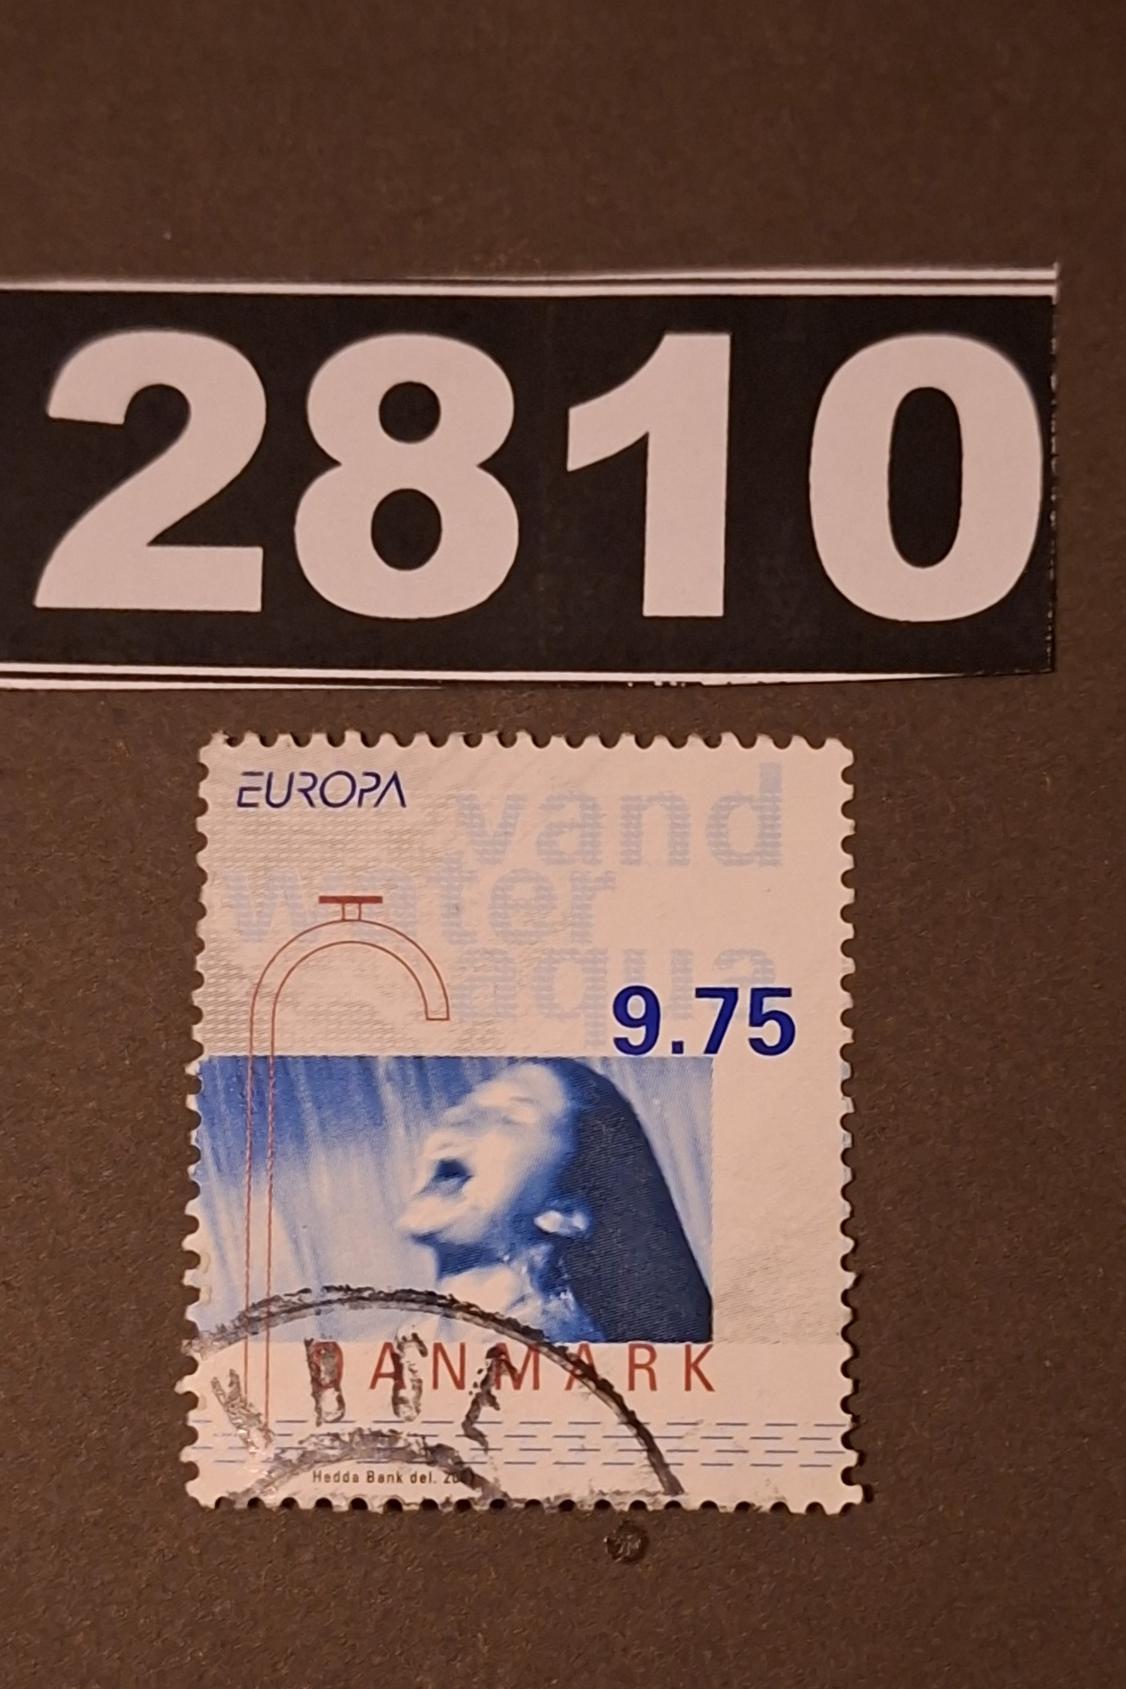 2810
EUROPA
vand
water
aqua
9.75
DANMARK
Hedda Bank del.